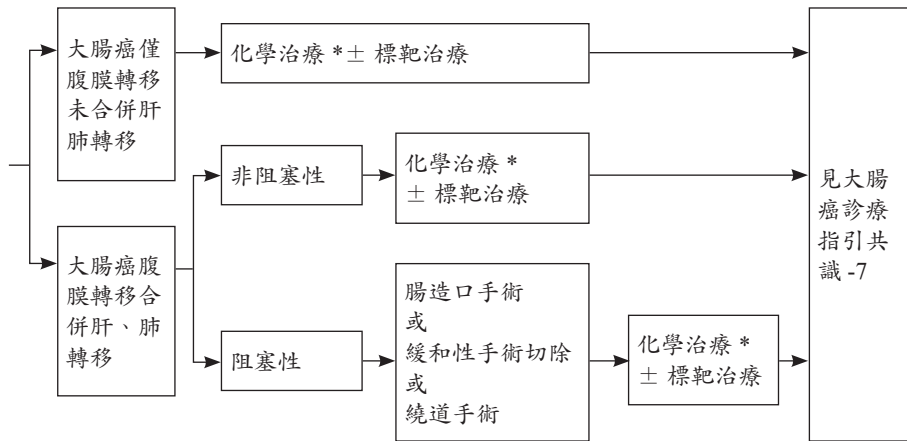 大腸癌僅
腹膜轉移
未合併肝
肺轉移
化學治療 *± 標靶治療
非阻塞性
化學治療 *
± 標靶治療
大腸癌腹
膜轉移合
併肝、肺
轉移
阻塞性
腸造口手術
或
緩和性手術切除
或
繞道手術
化學治療 *
± 標靶治療
見大腸
癌診療
指引共
識 -7